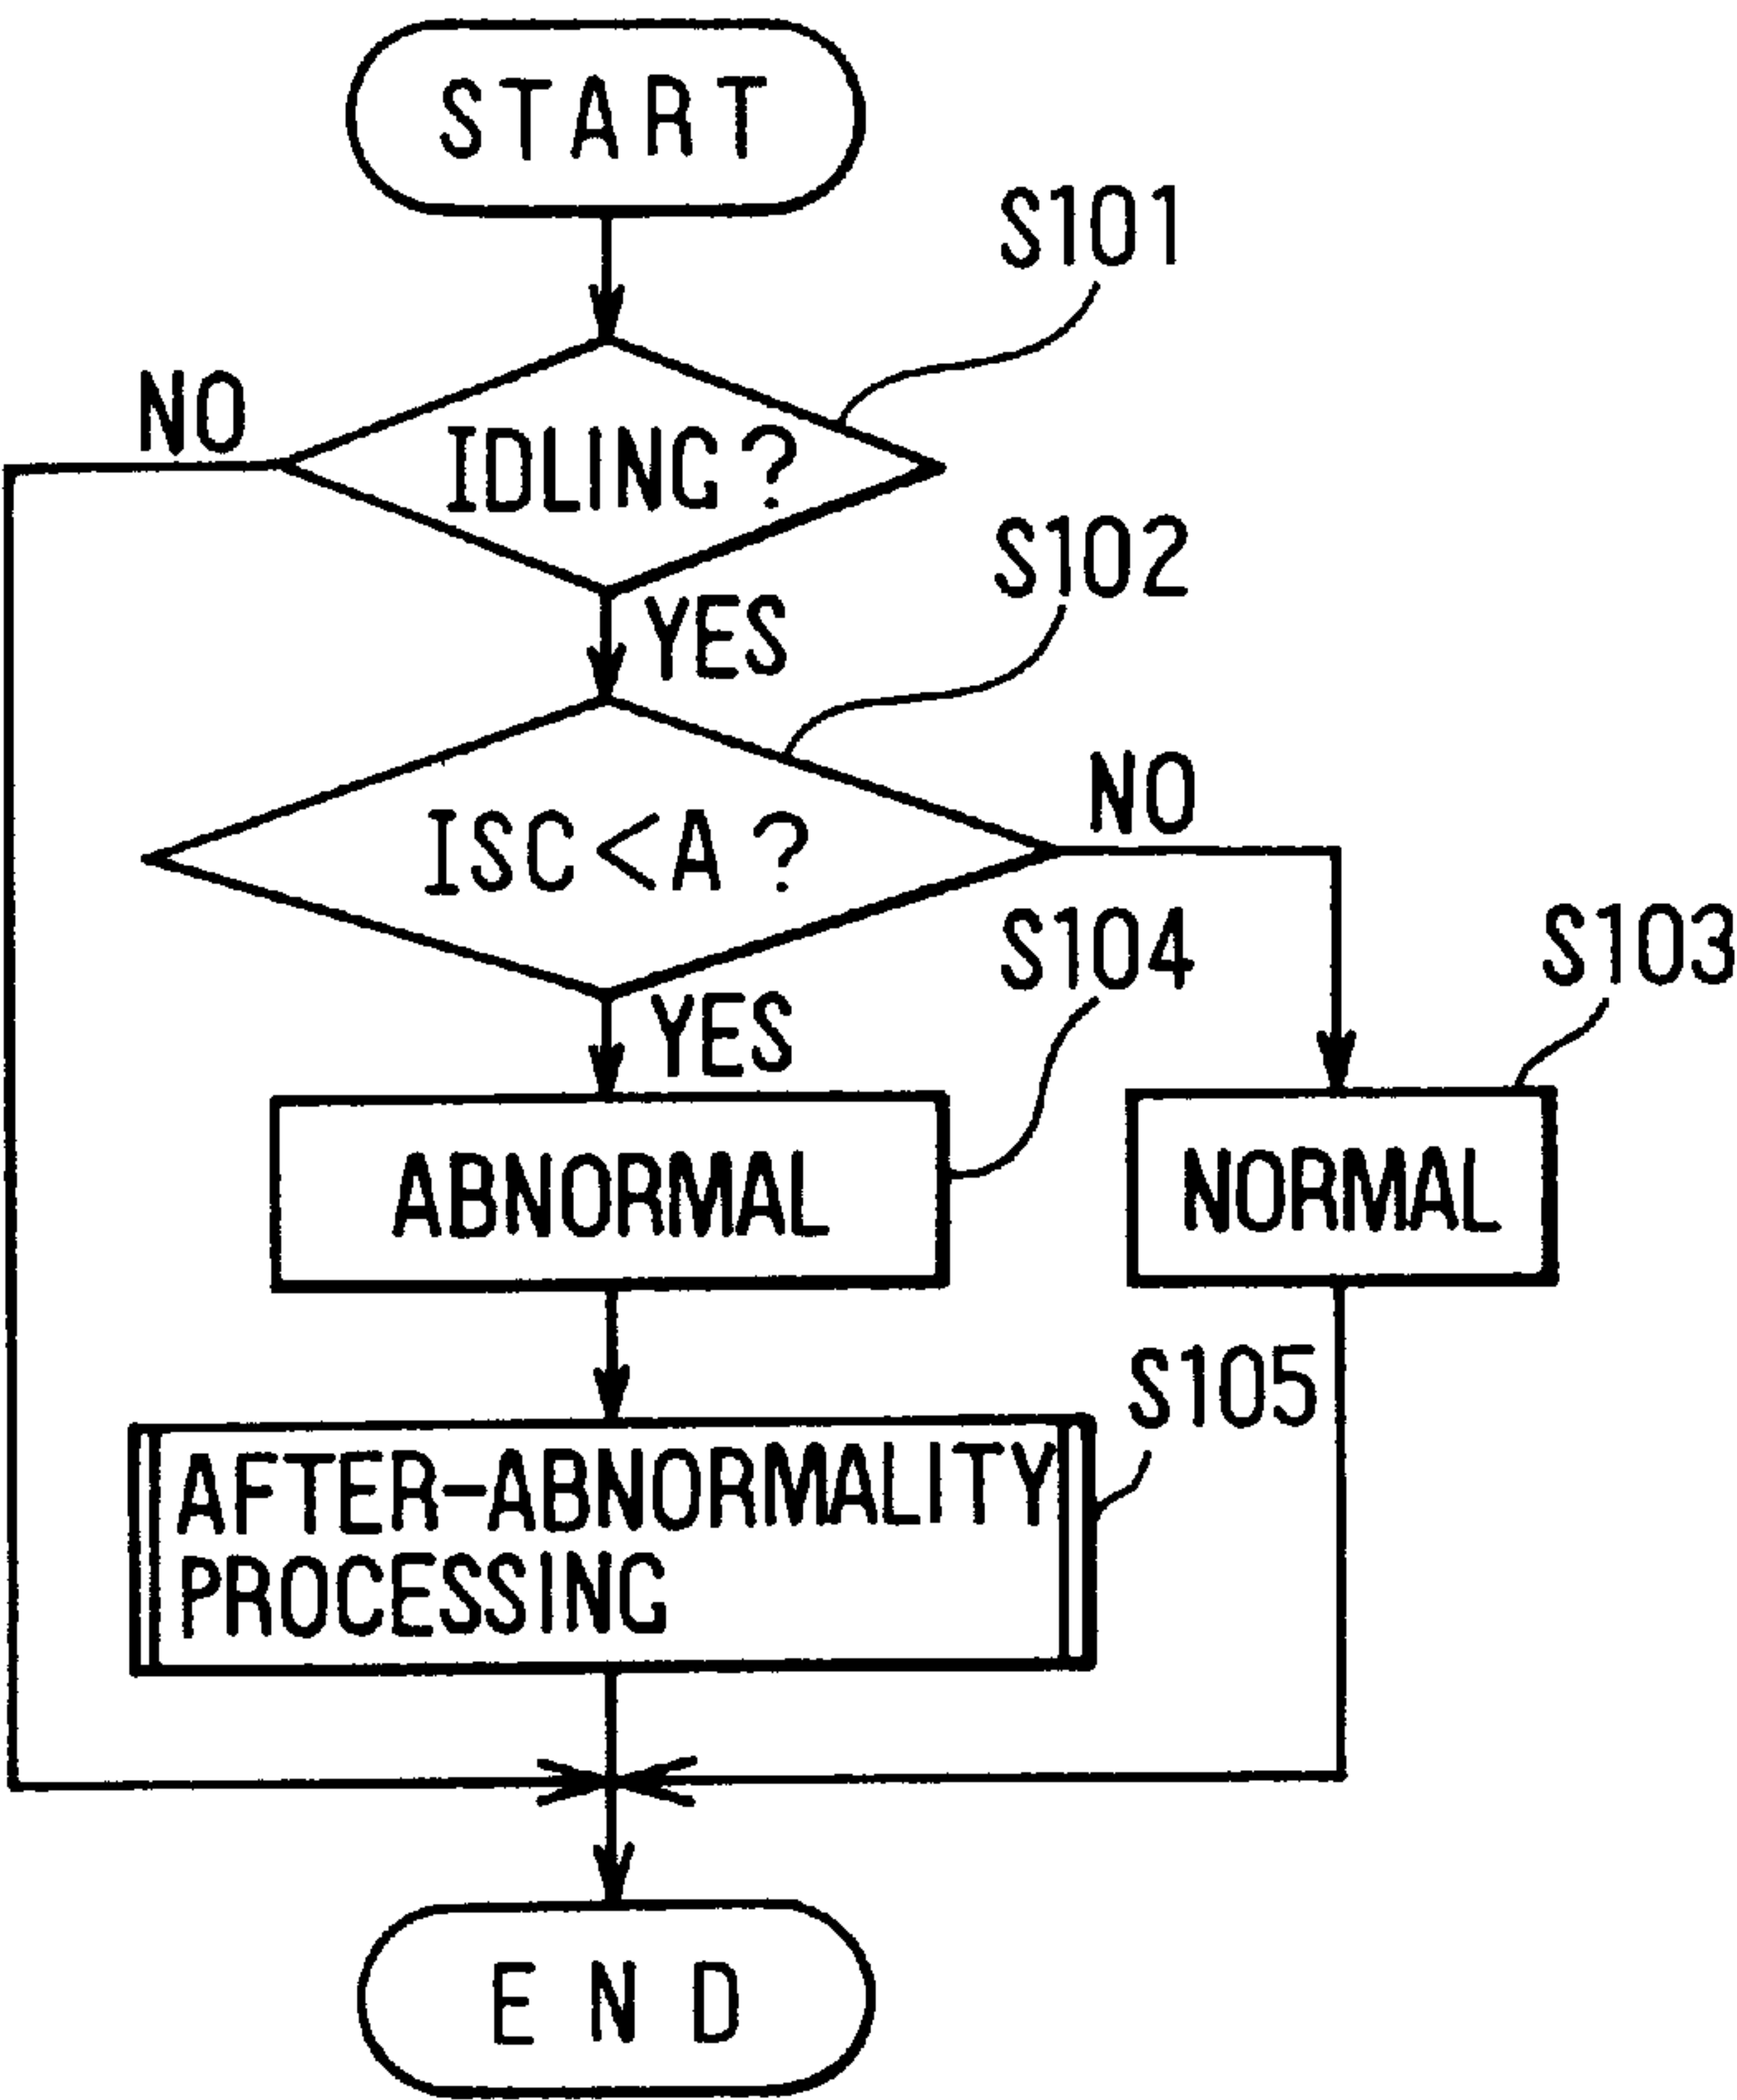 START
S101
NO
IDLING?
S102
YES
NO
ISC<A?
S104
S103
YES
ABNORMAL
NORMAL
S105
AFTER-ABNORMALITY
PROCESSING
END